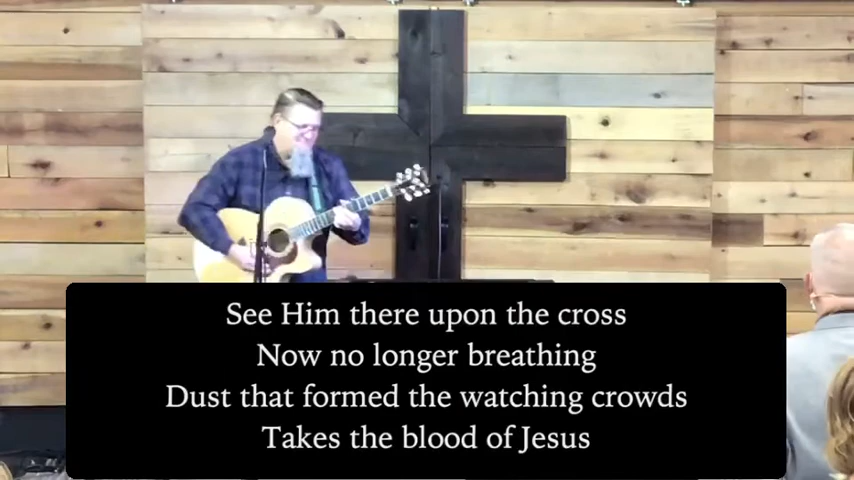 See Him there upon the cross
Now no longer breathing
Dust that formed the watching crowds
Takes the blood of Jesus